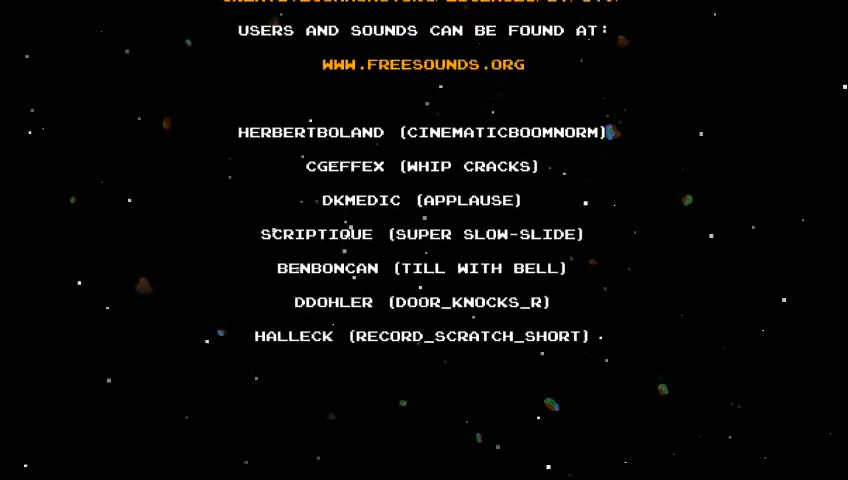 USERS AND SOUNDS CAN BE FOUND AT:
WWW.FREESOUNDS.ORG
HERBERTBOLAND (CINEMATICBOOMNORM)
CGEFFEX (WHIP CRACKS)
DKMEDIC (APPLAUSE)
SCRIPTIQUE (SUPER SLOW-SLIDE)
BENBONCAN (TILL WITH BELL)
DDOHLER (DOOR_KNOCKS_R)
HALLECK (RECORD_SCRATCH_SHORT)